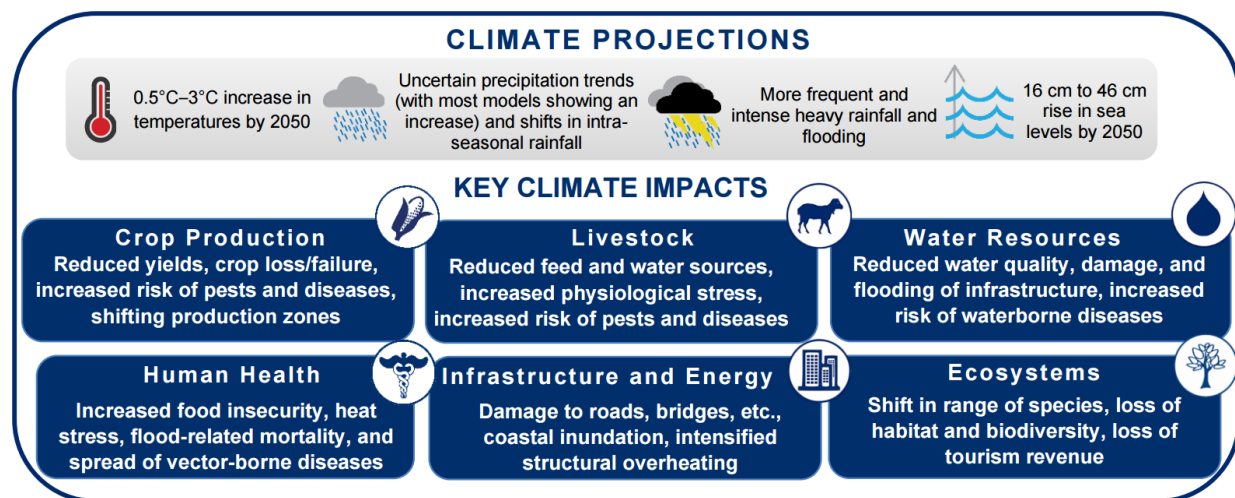 CLIMATE PROJECTIONS
0.5°C–3°C increase in
temperatures by 2050
Uncertain precipitation trends
(with most models showing an
increase) and shifts in intra-
seasonal rainfall
More frequent and
intense heavy rainfall and
flooding
16 cm to 46 cm
rise in sea
levels by 2050
KEY CLIMATE IMPACTS
Crop Production
Reduced yields, crop loss/failure,
increased risk of pests and diseases,
shifting production zones
Livestock
Reduced feed and water sources,
increased physiological stress,
increased risk of pests and diseases
Water Resources
Reduced water quality, damage, and
flooding of infrastructure, increased
risk of waterborne diseases
Human Health
Increased food insecurity, heat
stress, flood-related mortality, and
spread of vector-borne diseases
Infrastructure and Energy
Damage to roads, bridges, etc.,
coastal inundation, intensified
structural overheating
Ecosystems
Shift in range of species, loss of
habitat and biodiversity, loss of
tourism revenue